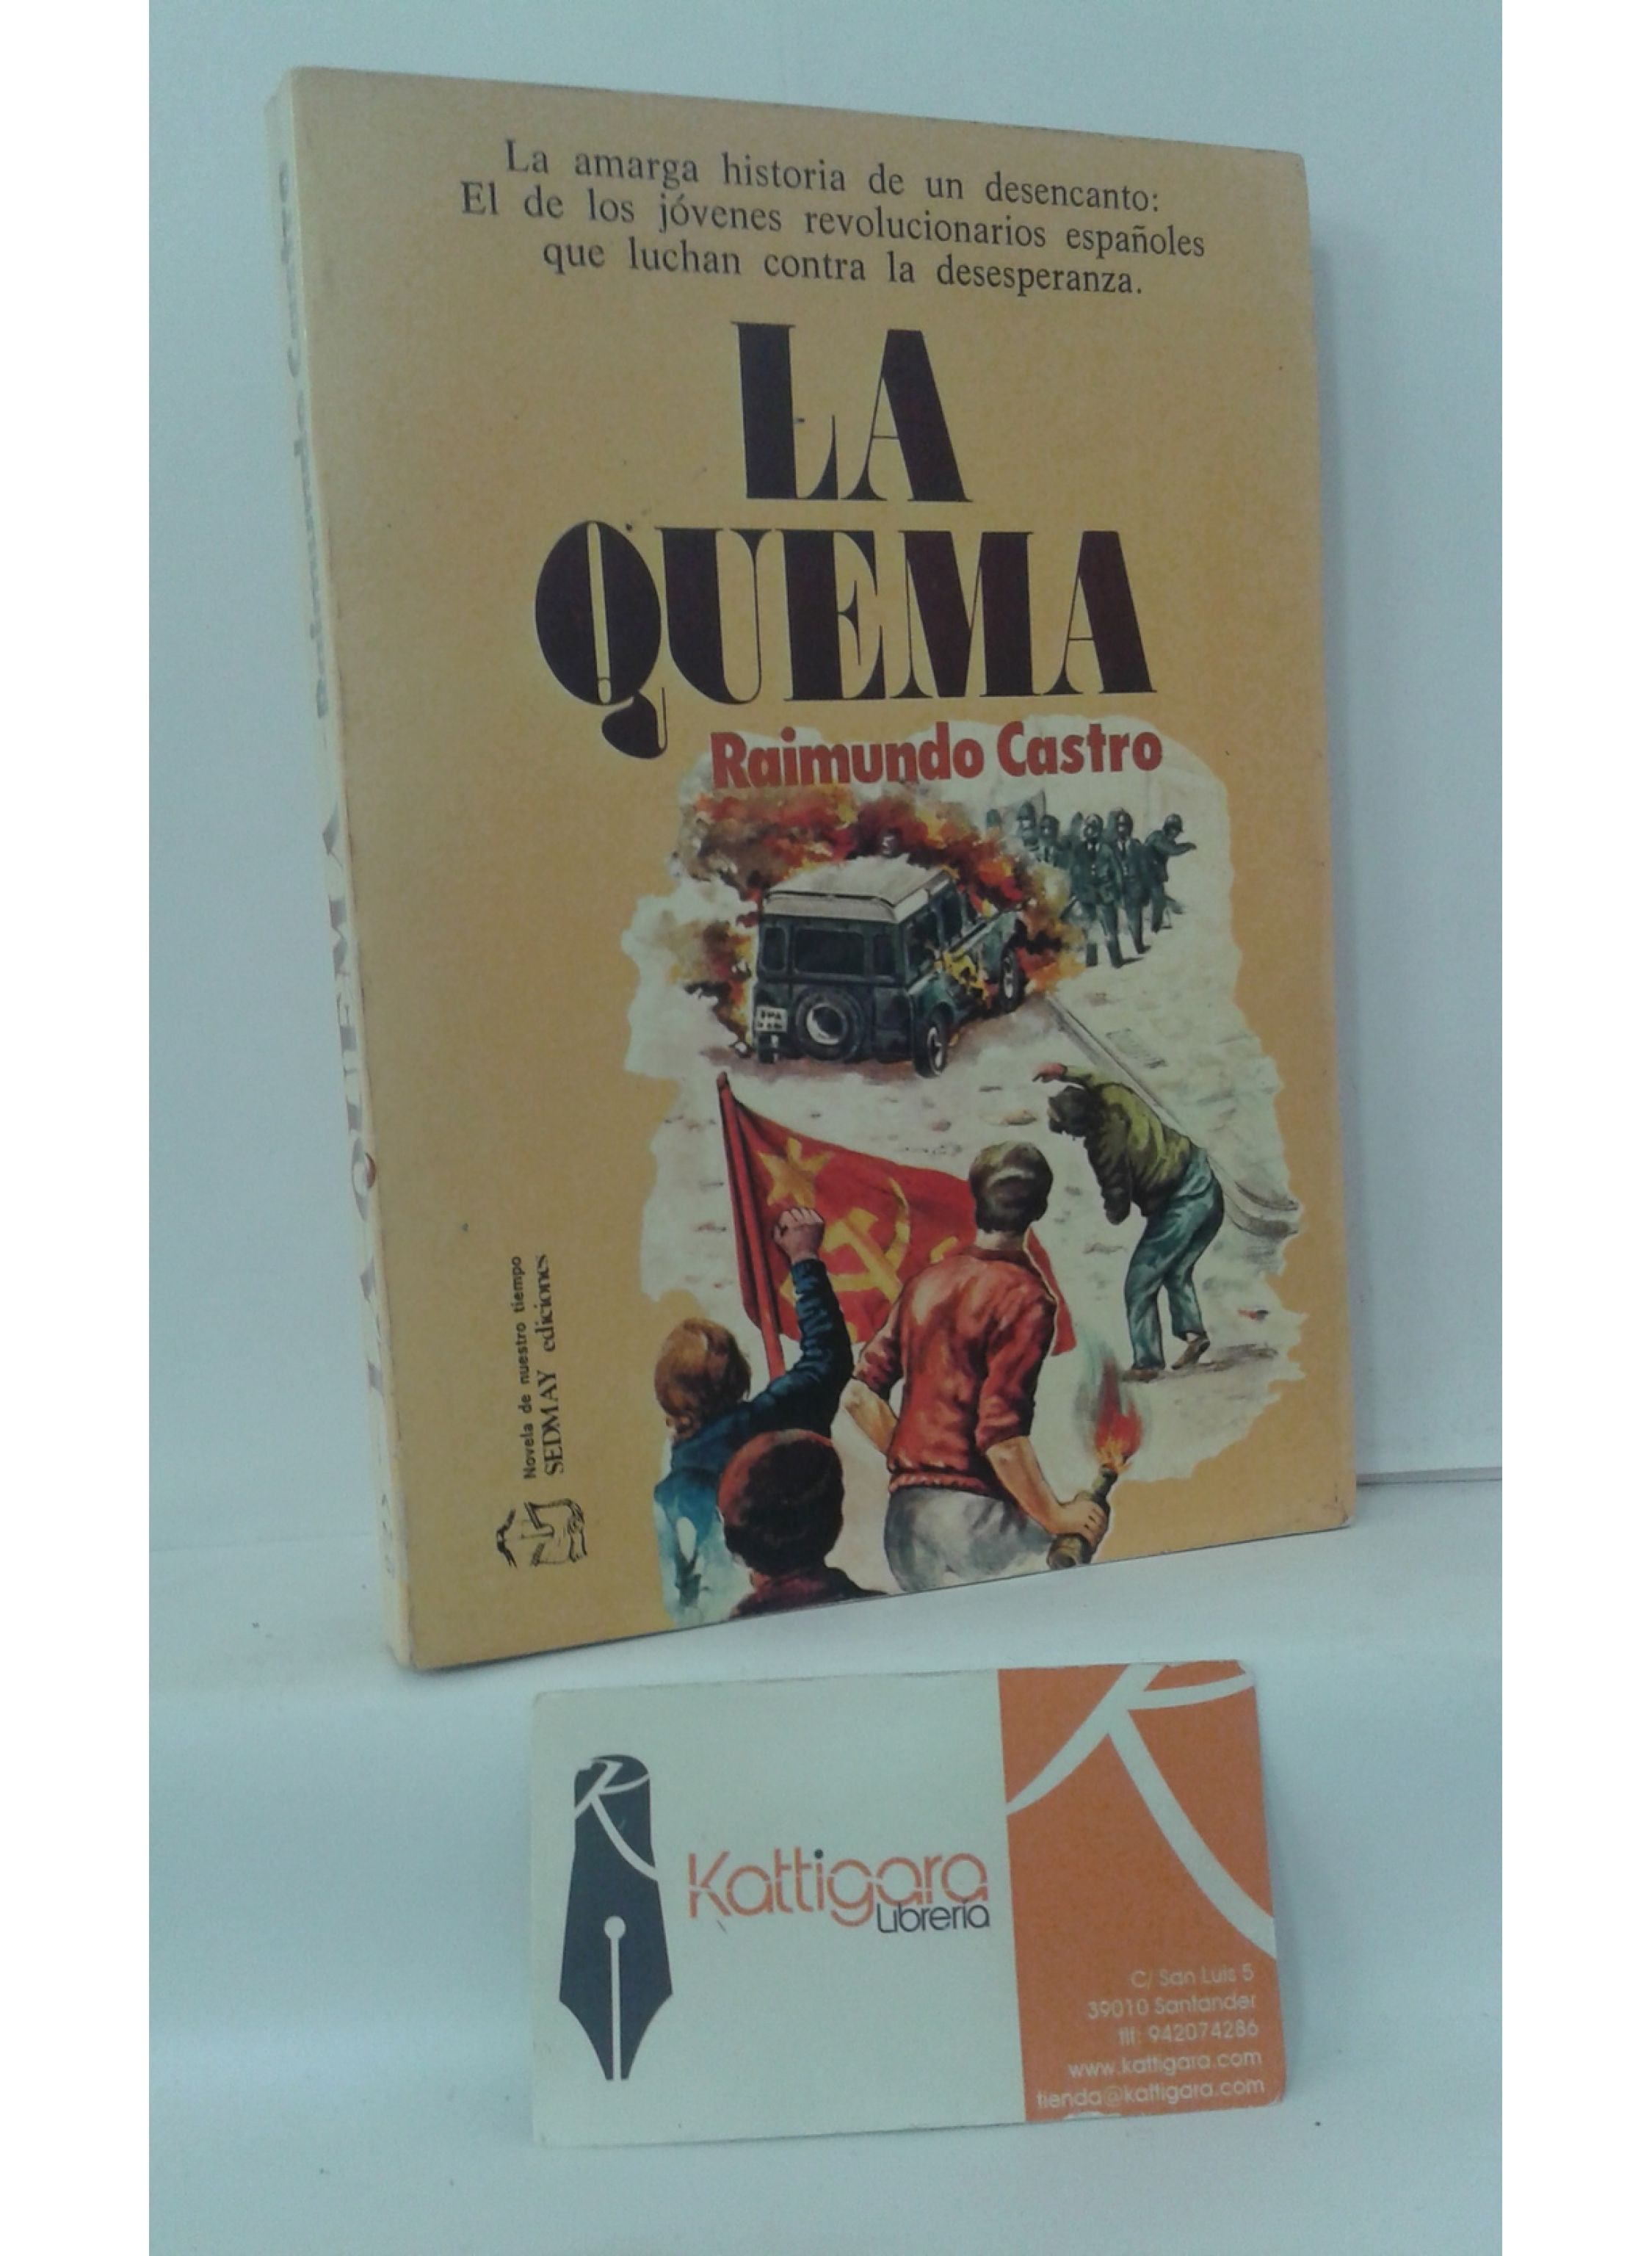 La amarga historia de un desencanto:
El de los jóvenes revolucionarios españoles
que luchan contra la desesperanza.
LA
QUEMA
Raimundo Castro
Novela de nuestro tiempo
SEDMAY ediciones
LA QUEMA - Raimundo Castro
Kattigara
Librería
C/ San Luis 5
39010 Santander
tlf: 942074286
www.kattigara.com
tienda@kattigara.com